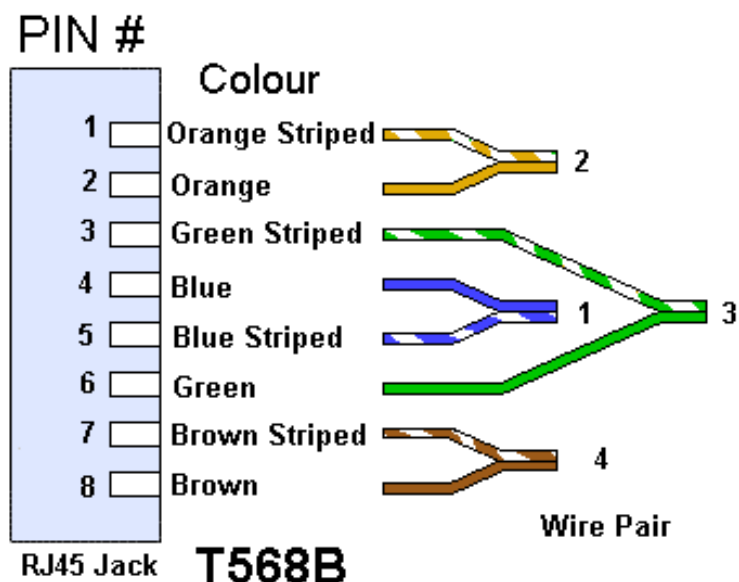 PIN #
Colour
1 Orange Striped
2 Orange
2
3 Green Striped
4 Blue
1
3
5 Blue Striped
6 Green
7 Brown Striped
4
8 Brown
Wire Pair
RJ45 Jack T568B